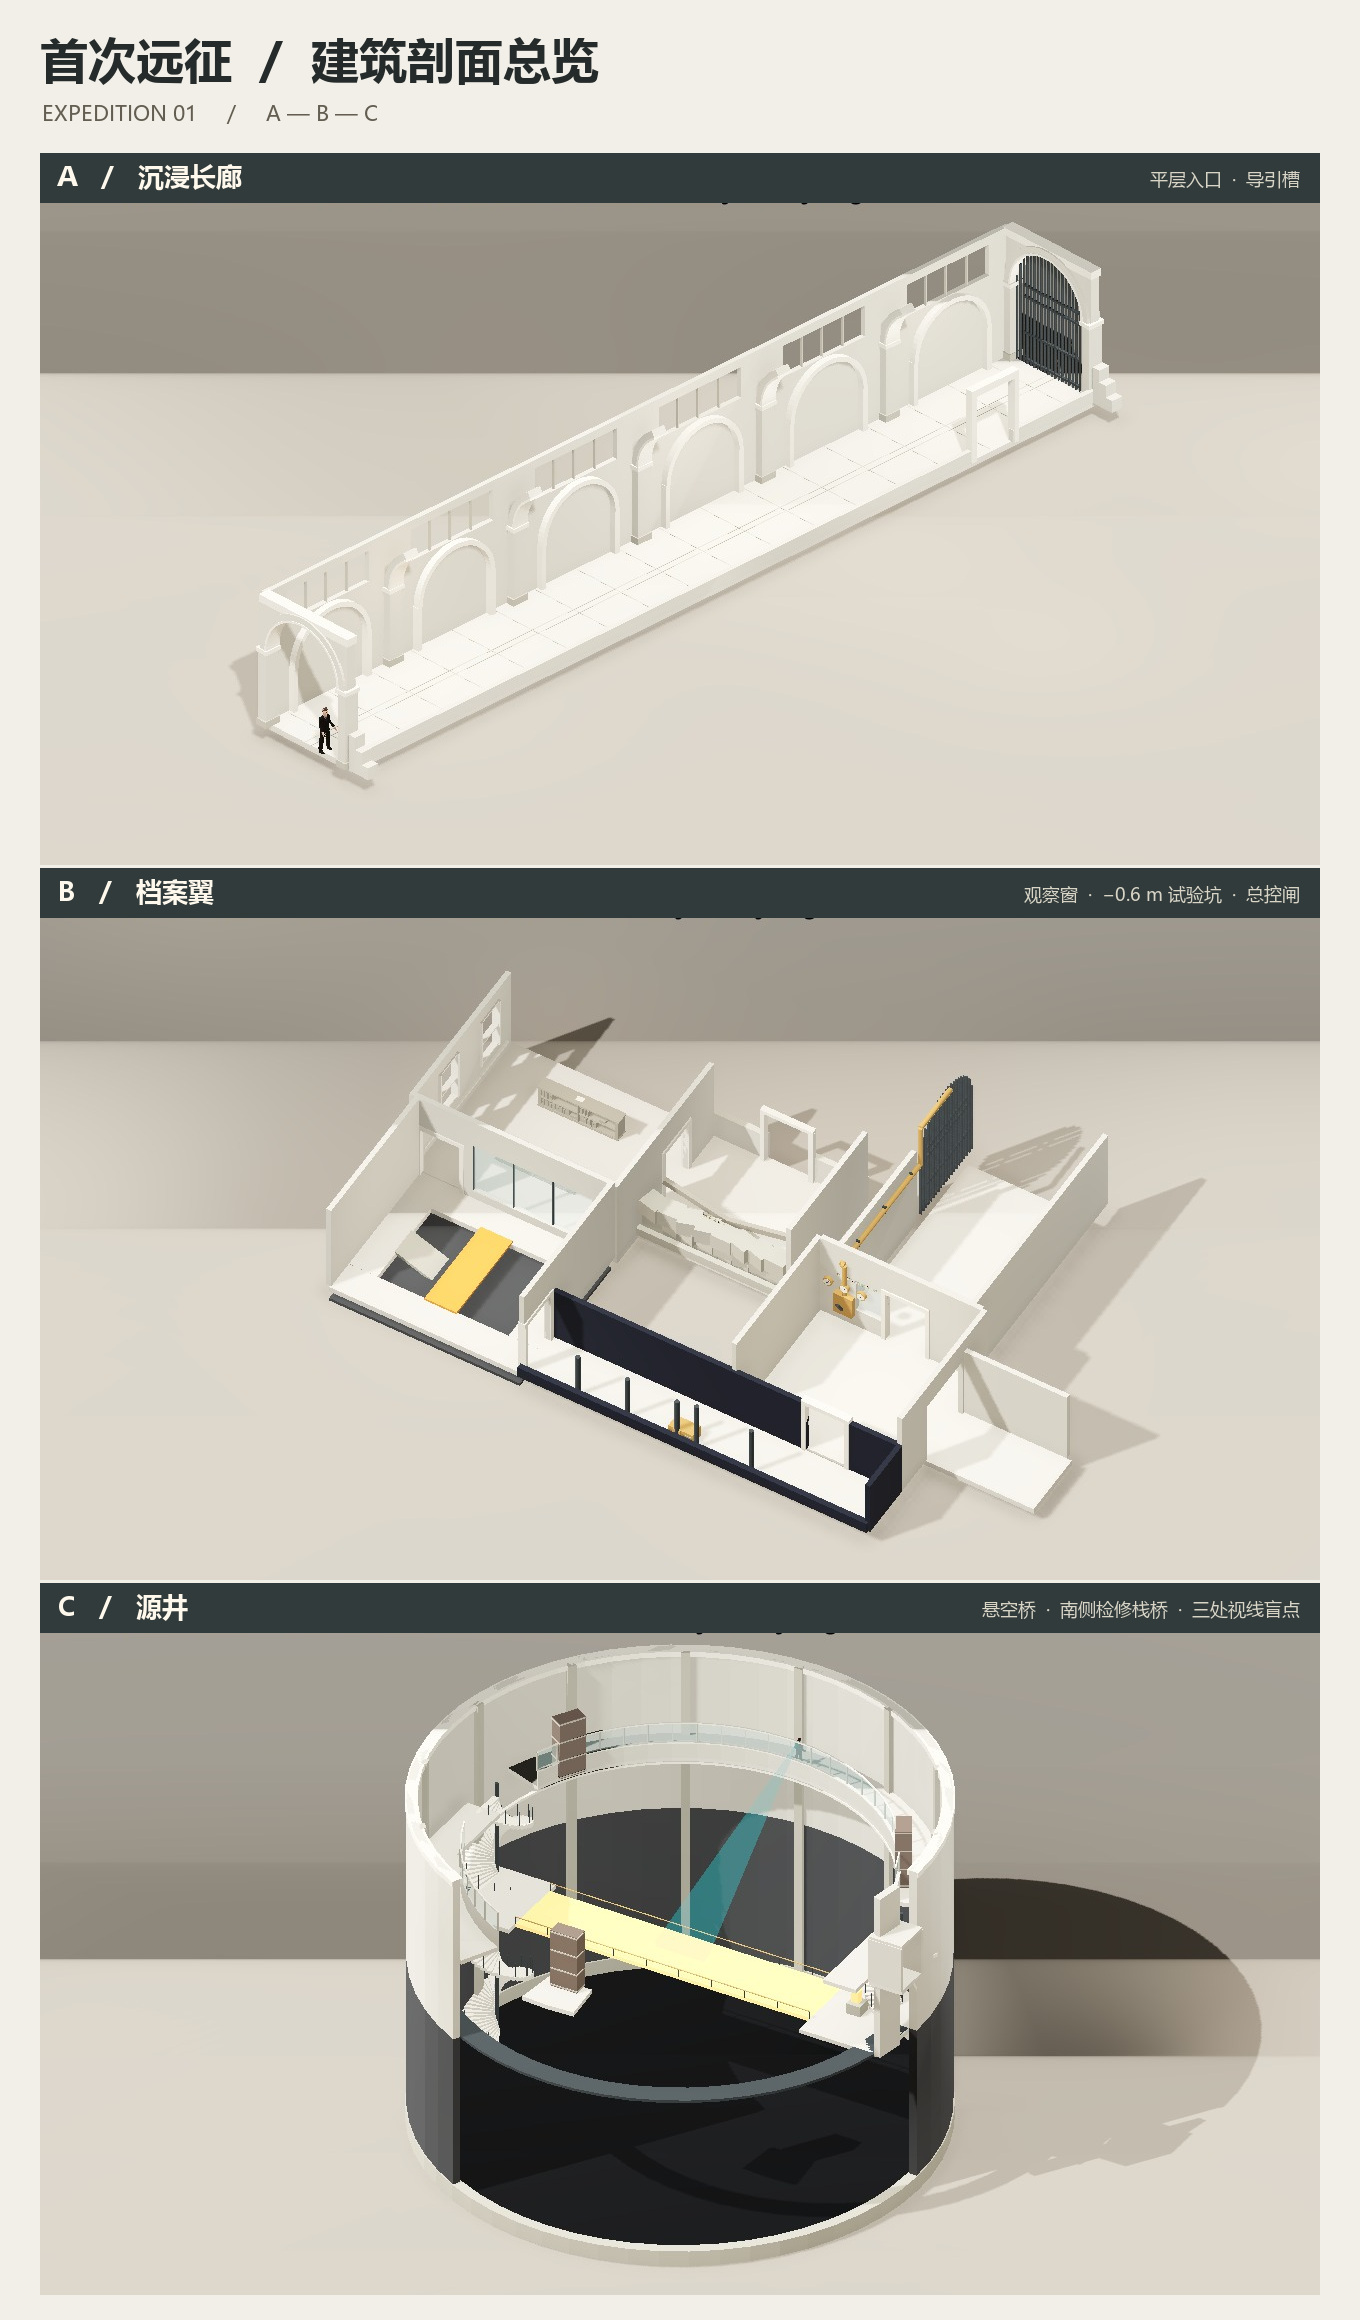 首次远征 / 建筑剖面总览
EXPEDITION 01 / A — B — C
A / 沉浸长廊
平层入口 · 导引槽
B / 档案翼
观察窗 · −0.6 m 试验坑 · 总控闸
C / 源井
悬空桥 · 南侧检修栈桥 · 三处视线盲点